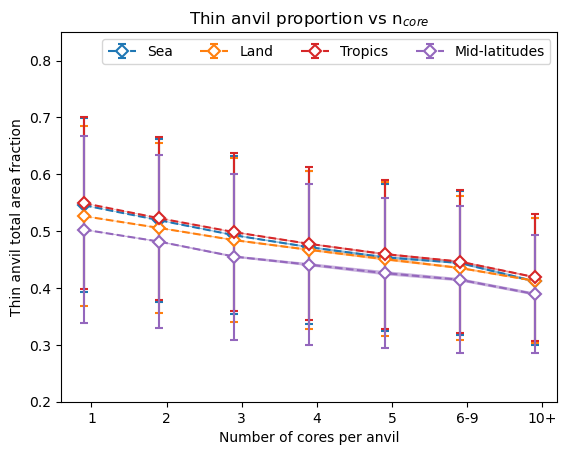 Thin anvil proportion vs n_core
Sea Land Tropics Mid-latitudes
Thin anvil total area fraction
0.8
0.7
0.6
0.5
0.4
0.3
0.2
1 2 3 4 5 6-9 10+
Number of cores per anvil